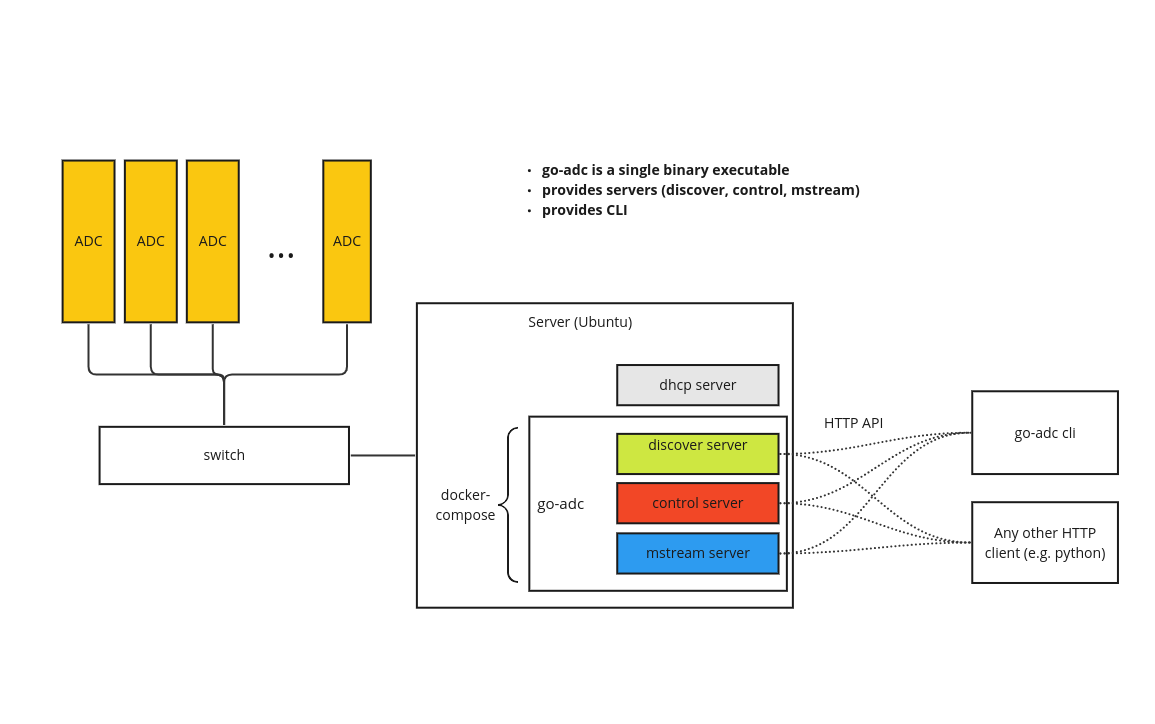 · go-adc is a single binary executable
· provides servers (discover, control, mstream)
· provides CLI
ADC
ADC
ADC
...
ADC
Server (Ubuntu)
dhcp server
HTTP API
discover server
go-adc cli
switch
docker-
compose
go-adc
control server
mstream server
Any other HTTP
client (e.g. python)